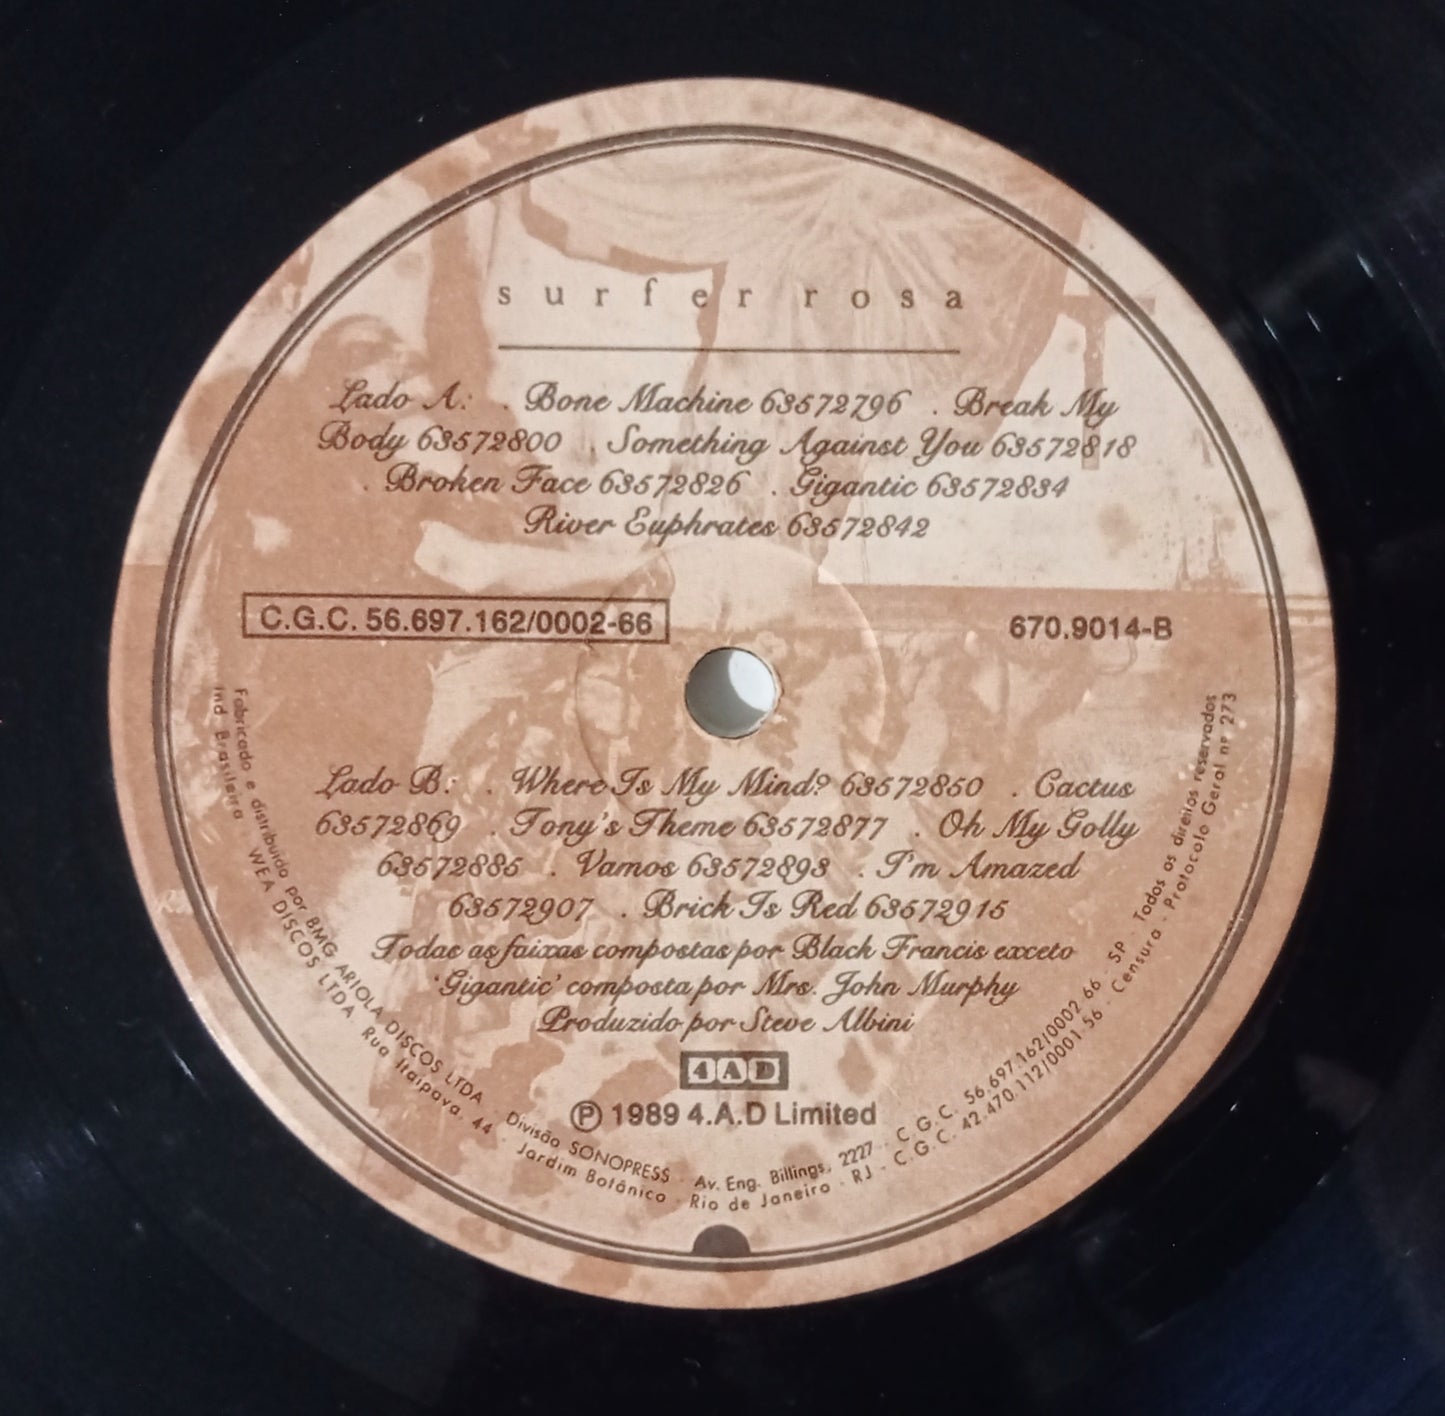 surfer rosa
Lado A: . Bone Machine 63572796 . Break My
Body 63572800 . Something Against You 63572818
. Broken Face 63572826 . Gigantic 63572834
River Euphrates 63572842
C.G.C. 56.697.162/0002-66
670.9014-B
Lado B: . Where Is My Mind? 63572850 . Cactus
63572869 . Tony's Theme 63572877 . Oh My Golly
63572885 . Vamos 63572893 . I'm Amazed
63572907 . Brick Is Red 63572915
Todas as faixas compostas por Black Francis exceto
'Gigantic' composta por Mrs. John Murphy
Produzido por Steve Albini
4AD
℗ 1989 4.A.D Limited
Fabricado e distribuído por BMG ARIOLA DISCOS LTDA · Divisão SONOPRESS · Av. Eng. Billings, 2227 · C.G.C. 56.697.162/0002 66 · SP · Todos os direitos reservados
Ind. Brasileira · WEA DISCOS LTDA · Rua Itaipava, 44 · Jardim Botânico · Rio de Janeiro · RJ · C.G.C. 42.470.112/0001 56 · Censura · Protocolo Geral nº 273